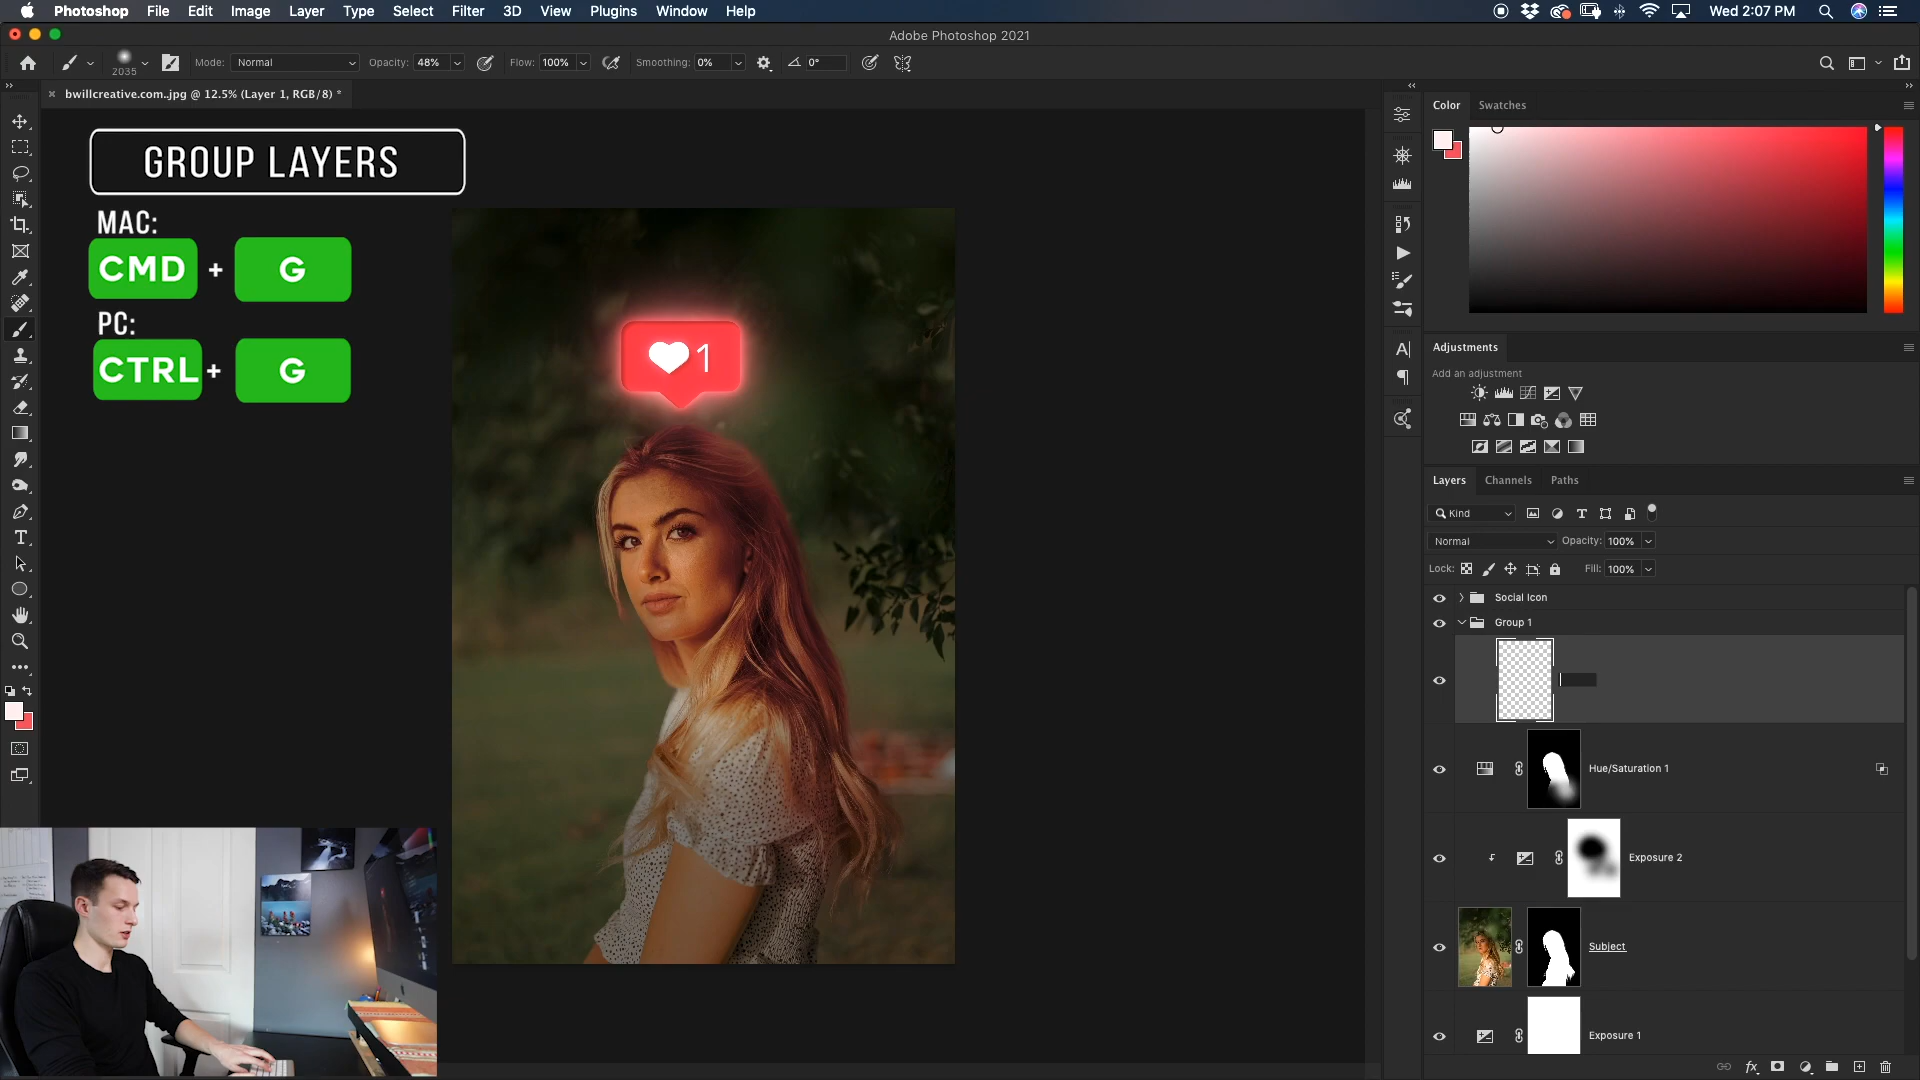 Photoshop File Edit Image Layer Type Select Filter 3D View Plugins Window Help
Wed 2:07 PM
Adobe Photoshop 2021
2035
Mode: Normal Opacity: 48% Flow: 100% Smoothing: 0% 0°
bwillcreative.com..jpg @ 12.5% (Layer 1, RGB/8) *
GROUP LAYERS
MAC:
CMD + G
PC:
CTRL + G
1
Color Swatches
Adjustments
Add an adjustment
Layers Channels Paths
Kind
Normal Opacity: 100%
Lock: Fill: 100%
Social Icon
Group 1
Hue/Saturation 1
Exposure 2
Subject
Exposure 1
fx